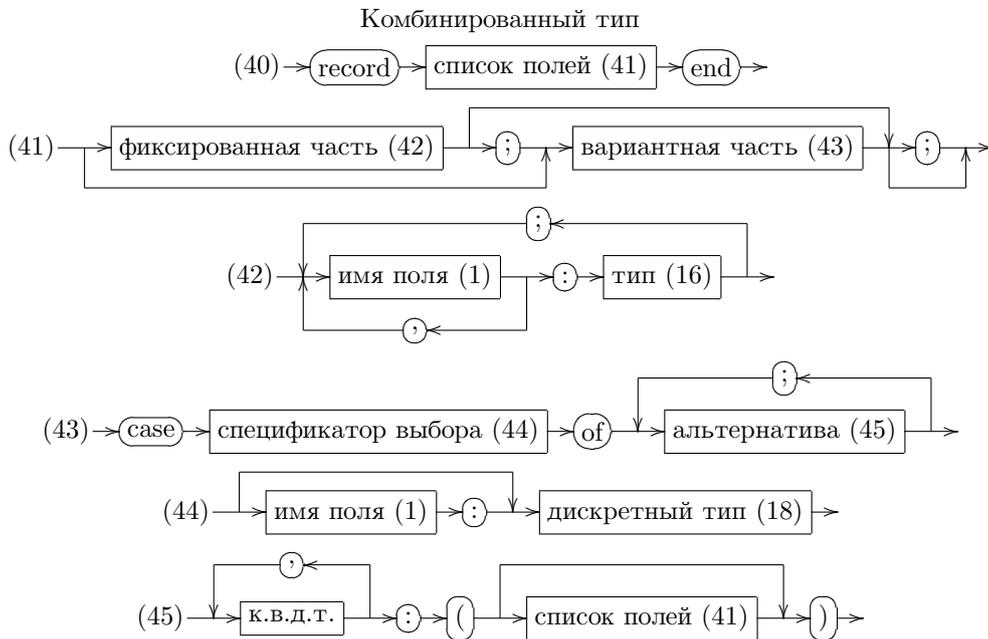 Комбинированный тип
(40) record список полей (41) end
(41) фиксированная часть (42) ; вариантная часть (43) ;
;
(42) имя поля (1) : тип (16)
,
;
(43) case спецификатор выбора (44) of альтернатива (45)
(44) имя поля (1) : дискретный тип (18)
,
(45) к.в.д.т. : ( список полей (41) )